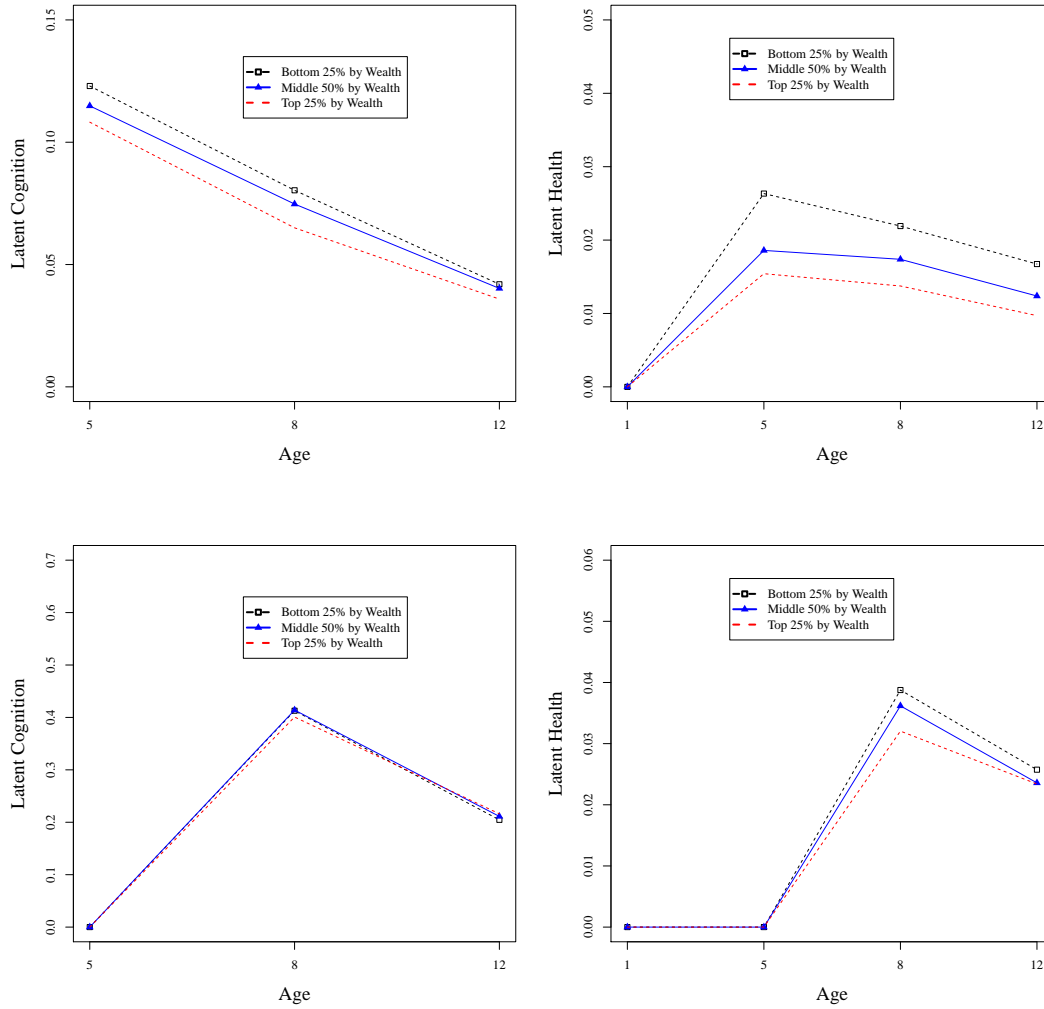 Latent Cognition
0.15
0.10
0.05
0.00
Bottom 25% by Wealth
Middle 50% by Wealth
Top 25% by Wealth
5
8
12
Age
Latent Health
0.05
0.04
0.03
0.02
0.01
0.00
Bottom 25% by Wealth
Middle 50% by Wealth
Top 25% by Wealth
1
5
8
12
Age
Latent Cognition
0.7
0.6
0.5
0.4
0.3
0.2
0.1
0.0
Bottom 25% by Wealth
Middle 50% by Wealth
Top 25% by Wealth
5
8
12
Age
Latent Health
0.06
0.05
0.04
0.03
0.02
0.01
0.00
Bottom 25% by Wealth
Middle 50% by Wealth
Top 25% by Wealth
1
5
8
12
Age